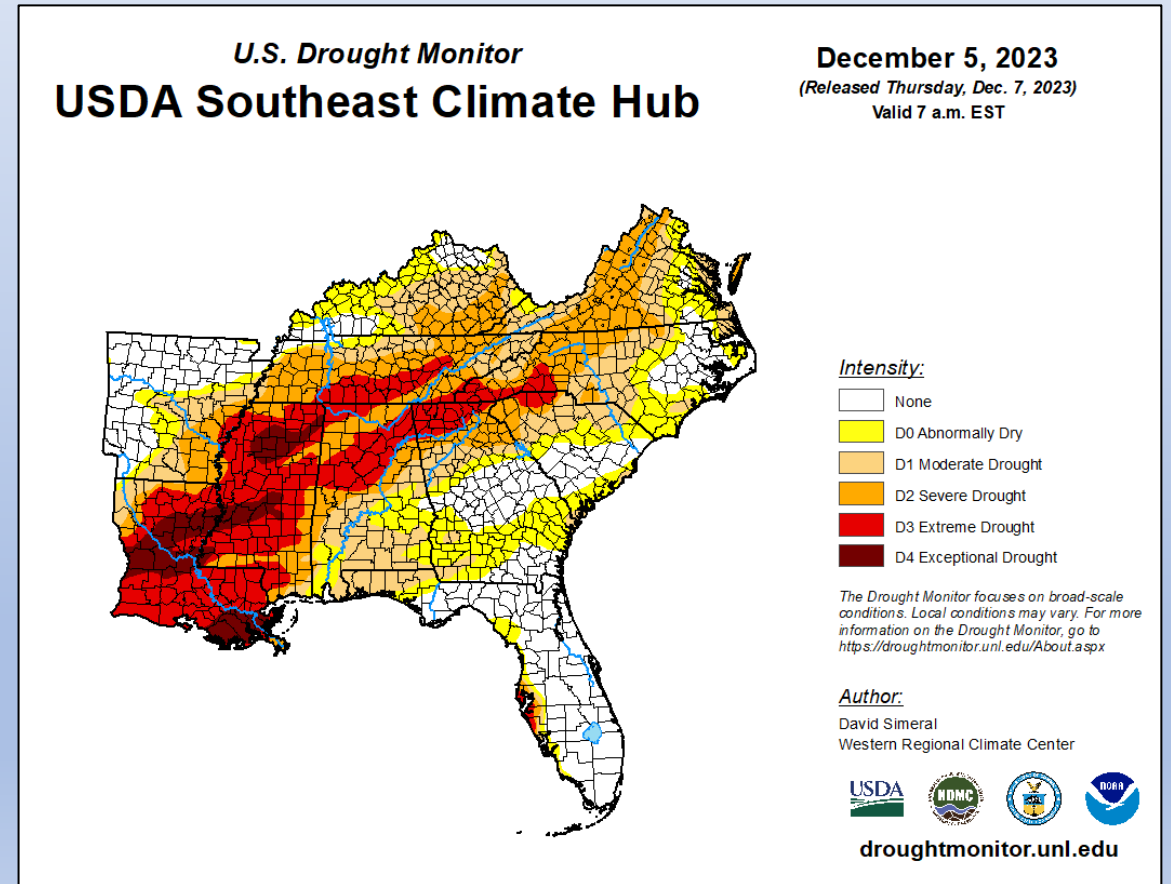 U.S. Drought Monitor
USDA Southeast Climate Hub
December 5, 2023
(Released Thursday, Dec. 7, 2023)
Valid 7 a.m. EST
Intensity:
None
D0 Abnormally Dry
D1 Moderate Drought
D2 Severe Drought
D3 Extreme Drought
D4 Exceptional Drought
The Drought Monitor focuses on broad-scale
conditions. Local conditions may vary. For more
information on the Drought Monitor, go to
https://droughtmonitor.unl.edu/About.aspx
Author:
David Simeral
Western Regional Climate Center
USDA
NDMC
NOAA
droughtmonitor.unl.edu